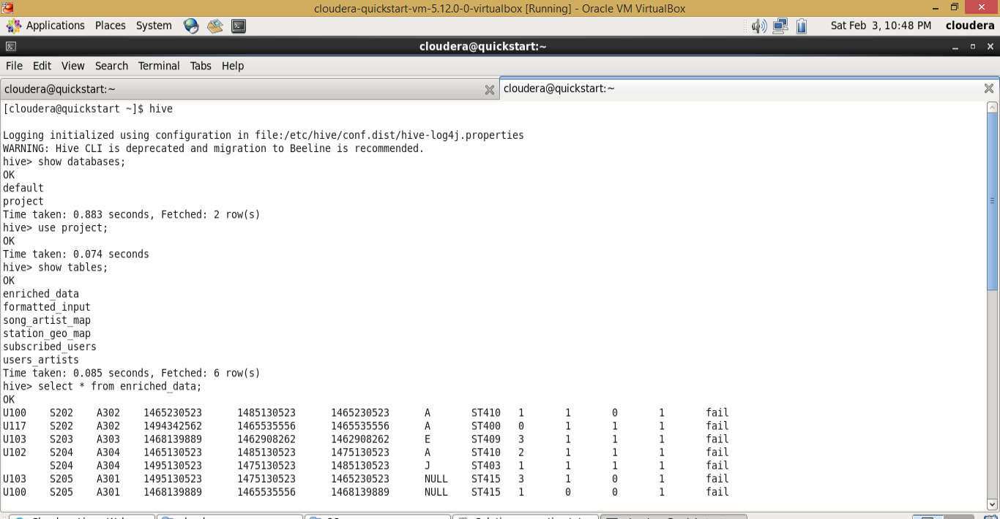 cloudera-quickstart-vm-5.12.0-0-virtualbox [Running] - Oracle VM VirtualBox
Applications Places System Sat Feb 3, 10:48 PM cloudera
cloudera@quickstart:~
File Edit View Search Terminal Tabs Help
cloudera@quickstart:~ cloudera@quickstart:~
[cloudera@quickstart ~]$ hive
Logging initialized using configuration in file:/etc/hive/conf.dist/hive-log4j.properties
WARNING: Hive CLI is deprecated and migration to Beeline is recommended.
hive> show databases;
OK
default
project
Time taken: 0.883 seconds, Fetched: 2 row(s)
hive> use project;
OK
Time taken: 0.074 seconds
hive> show tables;
OK
enriched_data
formatted_input
song_artist_map
station_geo_map
subscribed_users
users_artists
Time taken: 0.085 seconds, Fetched: 6 row(s)
hive> select * from enriched_data;
OK
U100 S202 A302 1465230523 1485130523 1465230523 A ST410 1 1 0 1 fail
U117 S202 A302 1494342562 1465535556 1465535556 A ST400 0 1 1 1 fail
U103 S203 A303 1468139889 1462908262 1462908262 E ST409 3 1 1 1 fail
U102 S204 A304 1465130523 1485130523 1475130523 A ST410 2 1 1 1 fail
S204 A304 1495130523 1475130523 1485130523 J ST403 1 1 1 1 fail
U103 S205 A301 1495130523 1475130523 1465230523 NULL ST415 3 1 0 1 fail
U100 S205 A301 1468139889 1465535556 1468139889 NULL ST415 1 0 0 1 fail